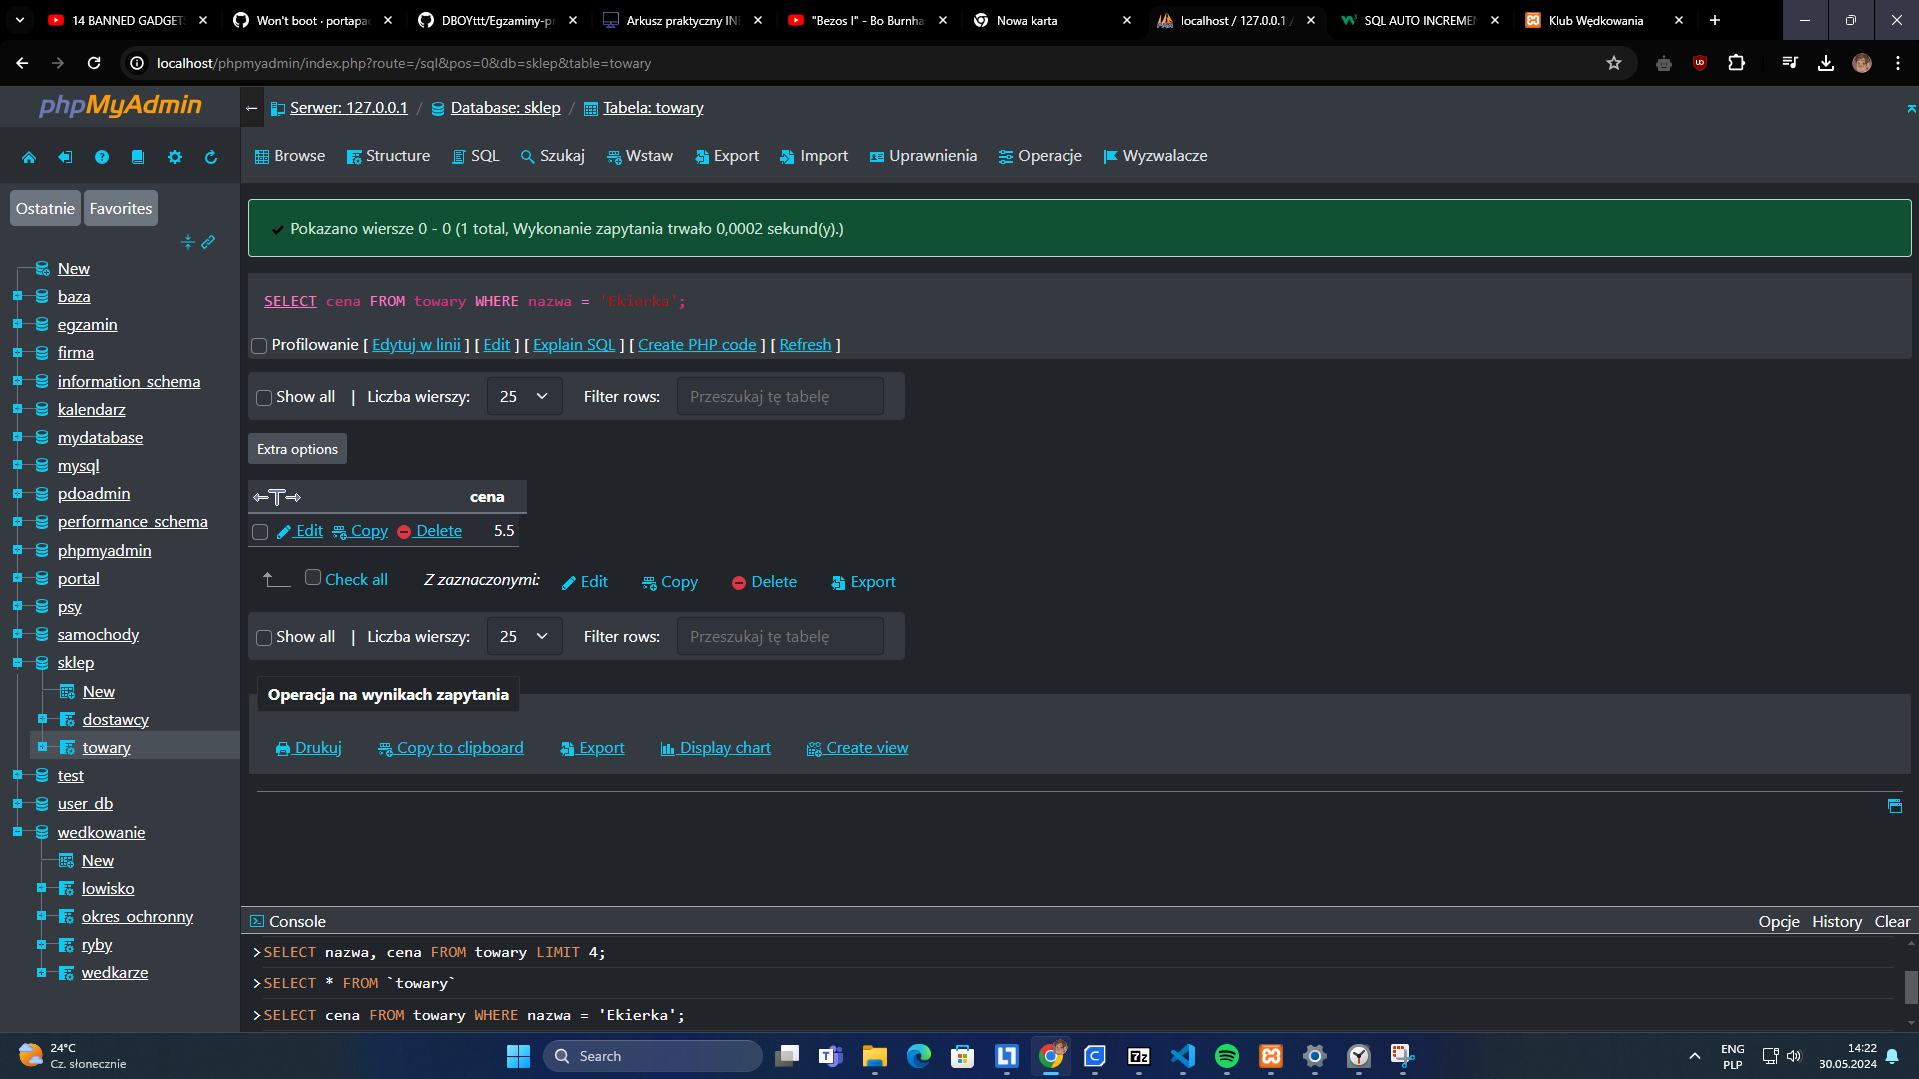 14 BANNED GADGET
Won't boot · portapa
DBOYttt/Egzaminy-p
Arkusz praktyczny IN
"Bezos I" - Bo Burnha
Nowa karta
localhost / 127.0.0.1 /
SQL AUTO INCREMEN
Klub Wędkowania
localhost/phpmyadmin/index.php?route=/sql&pos=0&db=sklep&table=towary
phpMyAdmin
Serwer: 127.0.0.1 / Database: sklep / Tabela: towary
Browse Structure SQL Szukaj Wstaw Export Import Uprawnienia Operacje Wyzwalacze
Ostatnie Favorites
New
baza
egzamin
firma
information_schema
kalendarz
mydatabase
mysql
pdoadmin
performance_schema
phpmyadmin
portal
psy
samochody
sklep
New
dostawcy
towary
test
user_db
wedkowanie
New
lowisko
okres_ochronny
ryby
wedkarze
Pokazano wiersze 0 - 0 (1 total, Wykonanie zapytania trwało 0,0002 sekund(y).)
SELECT cena FROM towary WHERE nazwa = 'Ekierka';
Profilowanie [ Edytuj w linii ] [ Edit ] [ Explain SQL ] [ Create PHP code ] [ Refresh ]
Show all | Liczba wierszy: 25 Filter rows: Przeszukaj tę tabelę
Extra options
cena
Edit Copy Delete 5.5
Check all Z zaznaczonymi: Edit Copy Delete Export
Show all | Liczba wierszy: 25 Filter rows: Przeszukaj tę tabelę
Operacja na wynikach zapytania
Drukuj Copy to clipboard Export Display chart Create view
Console Opcje History Clear
>SELECT nazwa, cena FROM towary LIMIT 4;
>SELECT * FROM `towary`
>SELECT cena FROM towary WHERE nazwa = 'Ekierka';
24°C
Cz. słonecznie
Search
ENG
PLP
14:22
30.05.2024